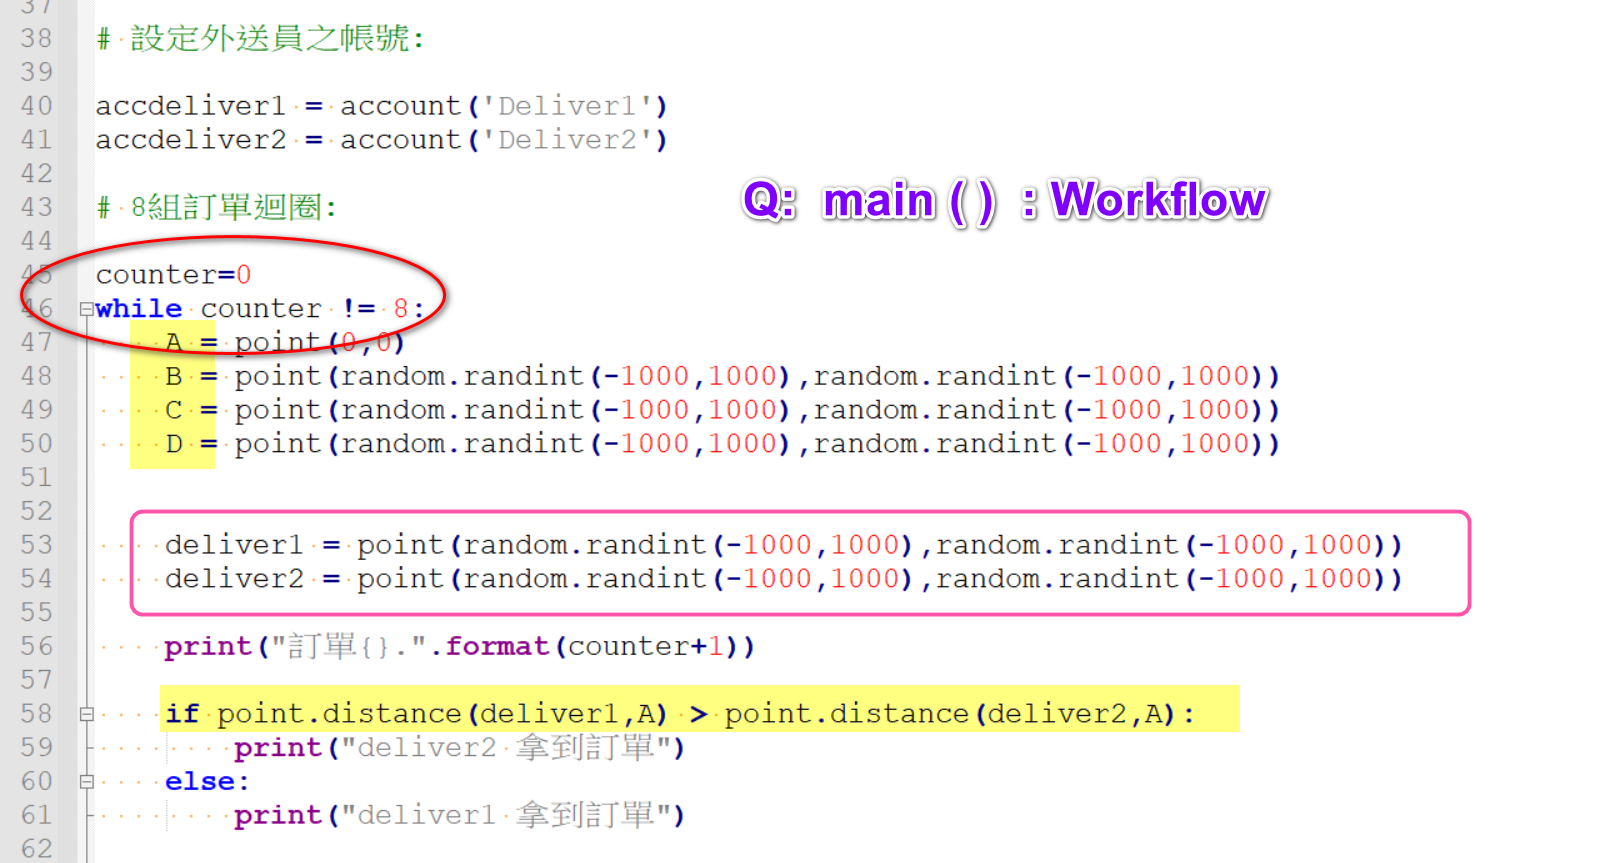 37
38 # 設定外送員之帳號:
39
40 accdeliver1 = account('Deliver1')
41 accdeliver2 = account('Deliver2')
42
Q: main ( ) : Workflow
43 # 8組訂單迴圈:
44
45 counter=0
46 while counter != 8:
47 A = point(0,0)
48 B = point(random.randint(-1000,1000),random.randint(-1000,1000))
49 C = point(random.randint(-1000,1000),random.randint(-1000,1000))
50 D = point(random.randint(-1000,1000),random.randint(-1000,1000))
51
52
53 deliver1 = point(random.randint(-1000,1000),random.randint(-1000,1000))
54 deliver2 = point(random.randint(-1000,1000),random.randint(-1000,1000))
55
56 print("訂單{}.".format(counter+1))
57
58 if point.distance(deliver1,A) > point.distance(deliver2,A):
59 print("deliver2 拿到訂單")
60 else:
61 print("deliver1 拿到訂單")
62